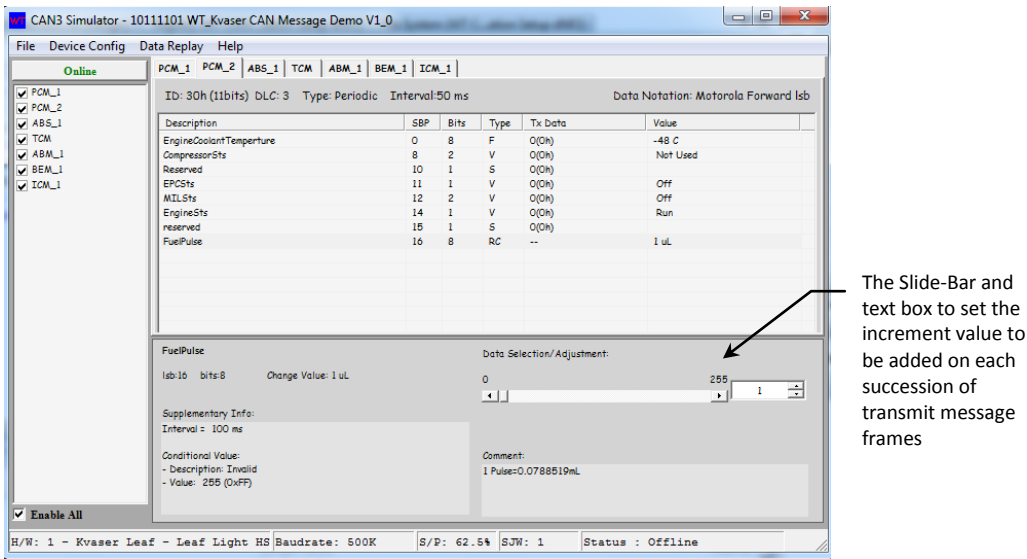 CAN3 Simulator - 10111101 WT_Kvaser CAN Message Demo V1_0
File Device Config Data Replay Help
Online
PCM_1 PCM_2 ABS_1 TCM ABM_1 BEM_1 ICM_1
PCM_1
PCM_2
ABS_1
TCM
ABM_1
BEM_1
ICM_1
ID: 30h (11bits) DLC: 3 Type: Periodic Interval:50 ms Data Notation: Motorola Forward lsb
Description SBP Bits Type Tx Data Value
EngineCoolantTemperture 0 8 F 0(0h) -48 C
CompressorSts 8 2 V 0(0h) Not Used
Reserved 10 1 S 0(0h)
EPCSts 11 1 V 0(0h) Off
MILSts 12 2 V 0(0h) Off
EngineSts 14 1 V 0(0h) Run
reserved 15 1 S 0(0h)
FuelPulse 16 8 RC -- 1 uL
The Slide-Bar and
text box to set the
increment value to
be added on each
succession of
transmit message
frames
FuelPulse
lsb:16 bits:8 Change Value: 1 uL
Data Selection/Adjustment:
0 255
1
Supplementary Info:
Interval = 100 ms
Conditional Value:
- Description: Invalid
- Value: 255 (0xFF)
Comment:
1 Pulse=0.0788519mL
Enable All
H/W: 1 - Kvaser Leaf - Leaf Light HS Baudrate: 500K S/P: 62.5% SJW: 1 Status : Offline